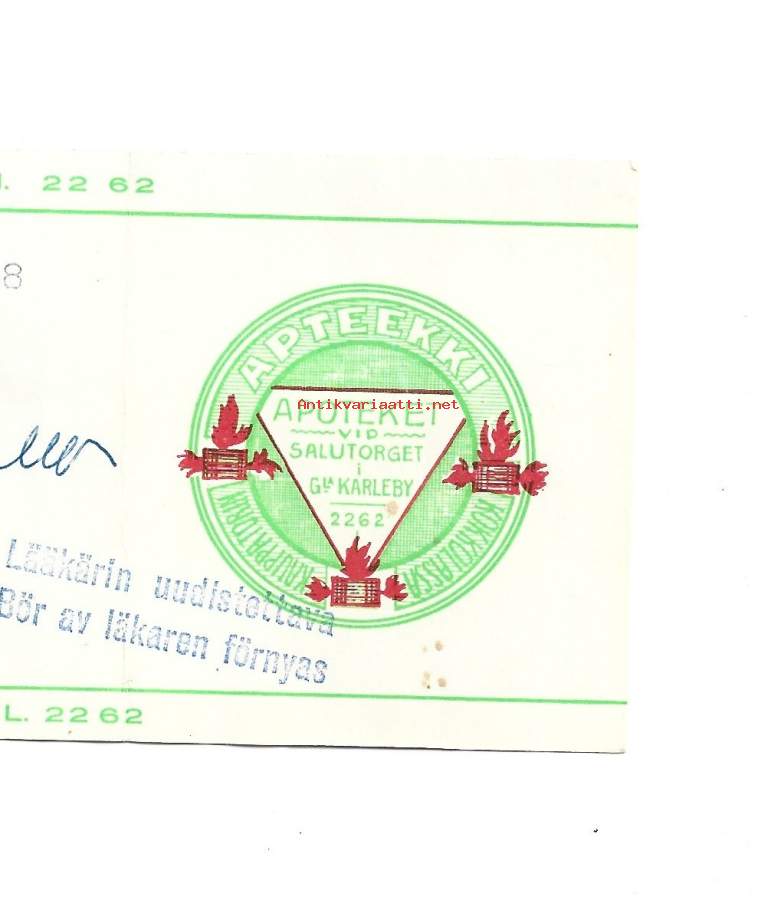 . 22 62
8
APTEEKKI
Antikvariaatti.net
APOTEKET
VID
SALUTORGET
i
GLA KARLEBY
2262
KAUPPATORIN
KOKKOLASSA
Lääkärin uudistettava
Bör av läkaren förnyas
L. 22 62